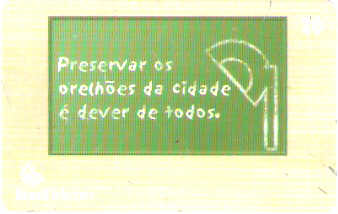 Preservar os
orelhões da cidade
é dever de todos.